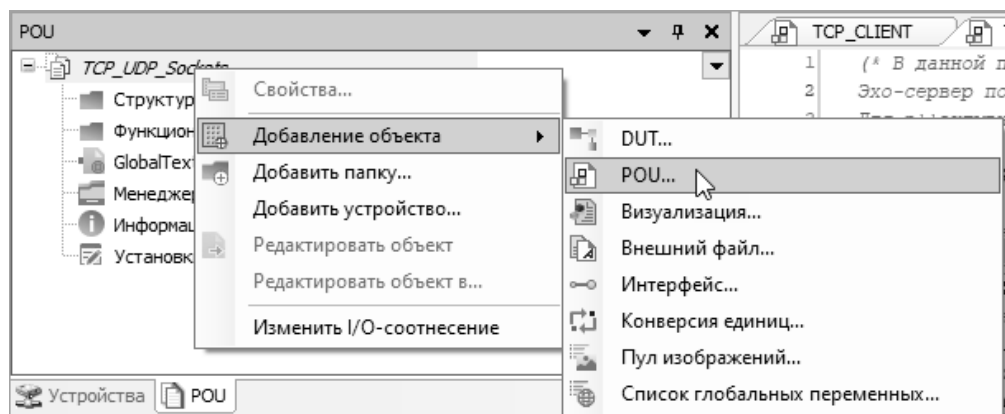 POU
TCP_CLIENT
TCP_UDP_Sockets
1 (* В данной п
2 Эхо-сервер по
Свойства...
Структур
Функцион
Добавление объекта
DUT...
GlobalTex
Добавить папку...
POU...
Менеджер
Добавить устройство...
Визуализация...
Информац
Редактировать объект
Внешний файл...
Установк
Редактировать объект в...
Интерфейс...
Изменить I/O-соотнесение
Конверсия единиц...
Пул изображений...
Устройства
POU
Список глобальных переменных...